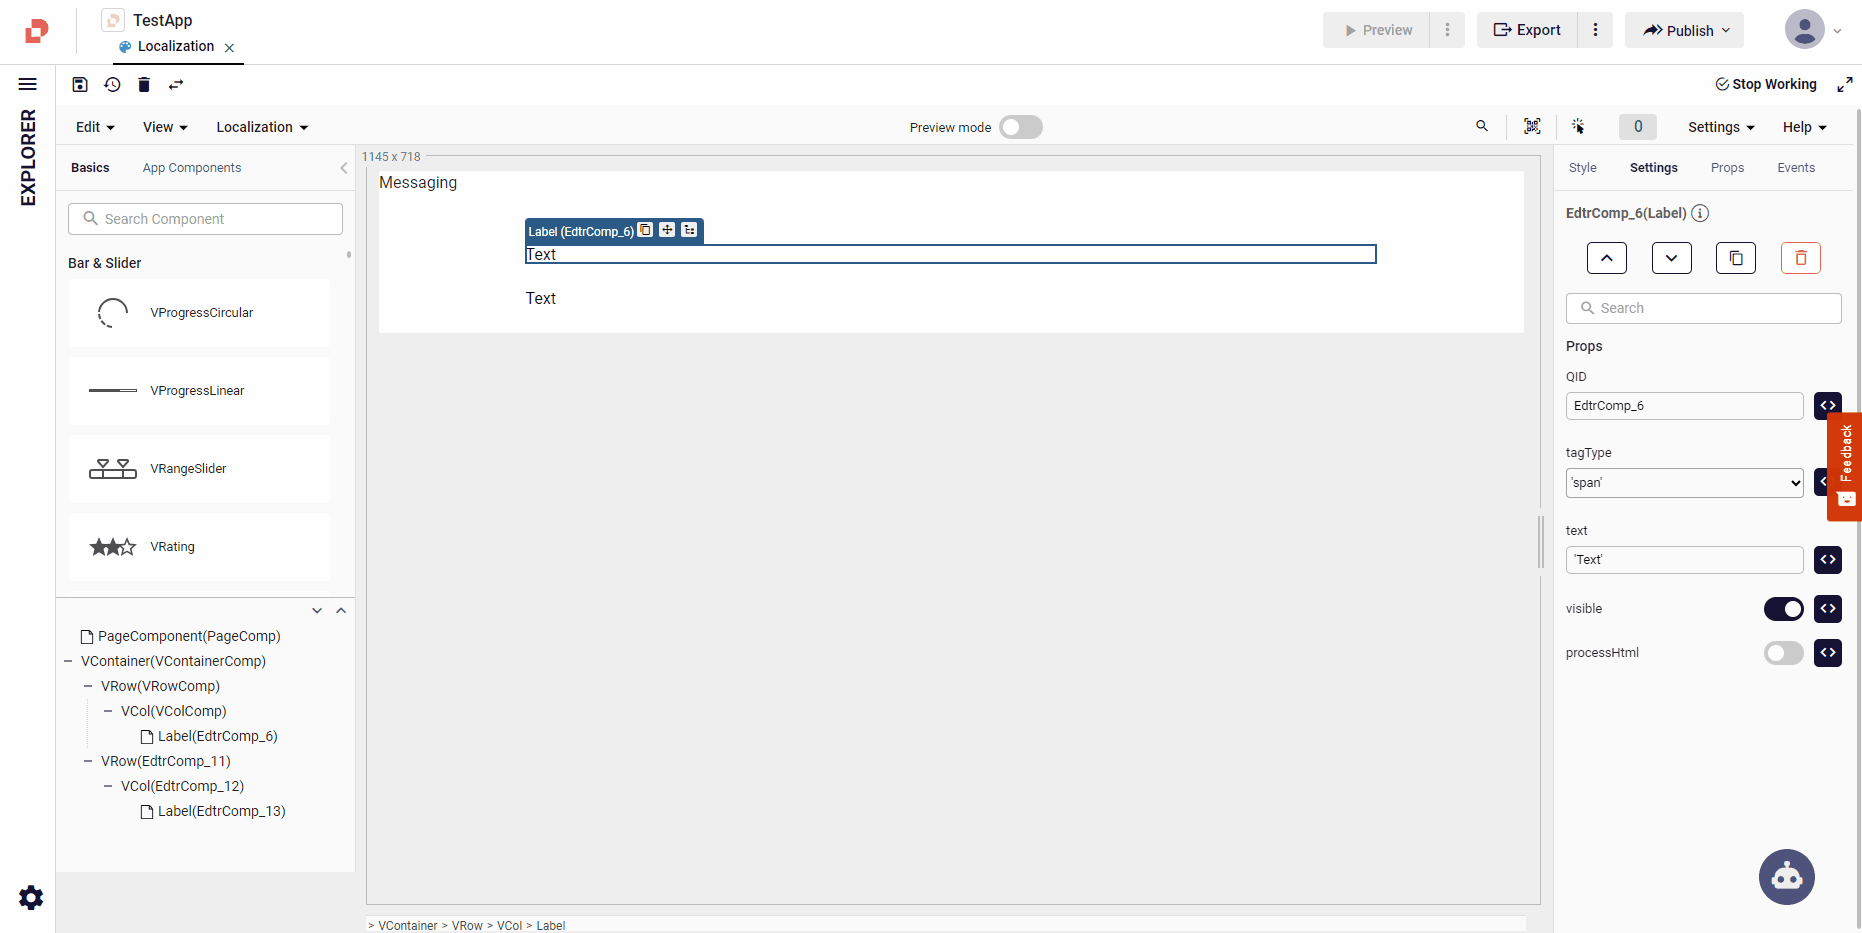 TestApp
Localization
Preview
Export
Publish
EXPLORER
Stop Working
Edit
View
Localization
Preview mode
0
Settings
Help
Basics
App Components
Search Component
Bar & Slider
VProgressCircular
VProgressLinear
VRangeSlider
VRating
PageComponent(PageComp)
VContainer(VContainerComp)
VRow(VRowComp)
VCol(VColComp)
Label(EdtrComp_6)
VRow(EdtrComp_11)
VCol(EdtrComp_12)
Label(EdtrComp_13)
1145 x 718
Messaging
Label (EdtrComp_6)
Text
Text
> VContainer > VRow > VCol > Label
Style
Settings
Props
Events
EdtrComp_6(Label)
Search
Props
QID
EdtrComp_6
tagType
'span'
text
'Text'
visible
processHtml
Feedback